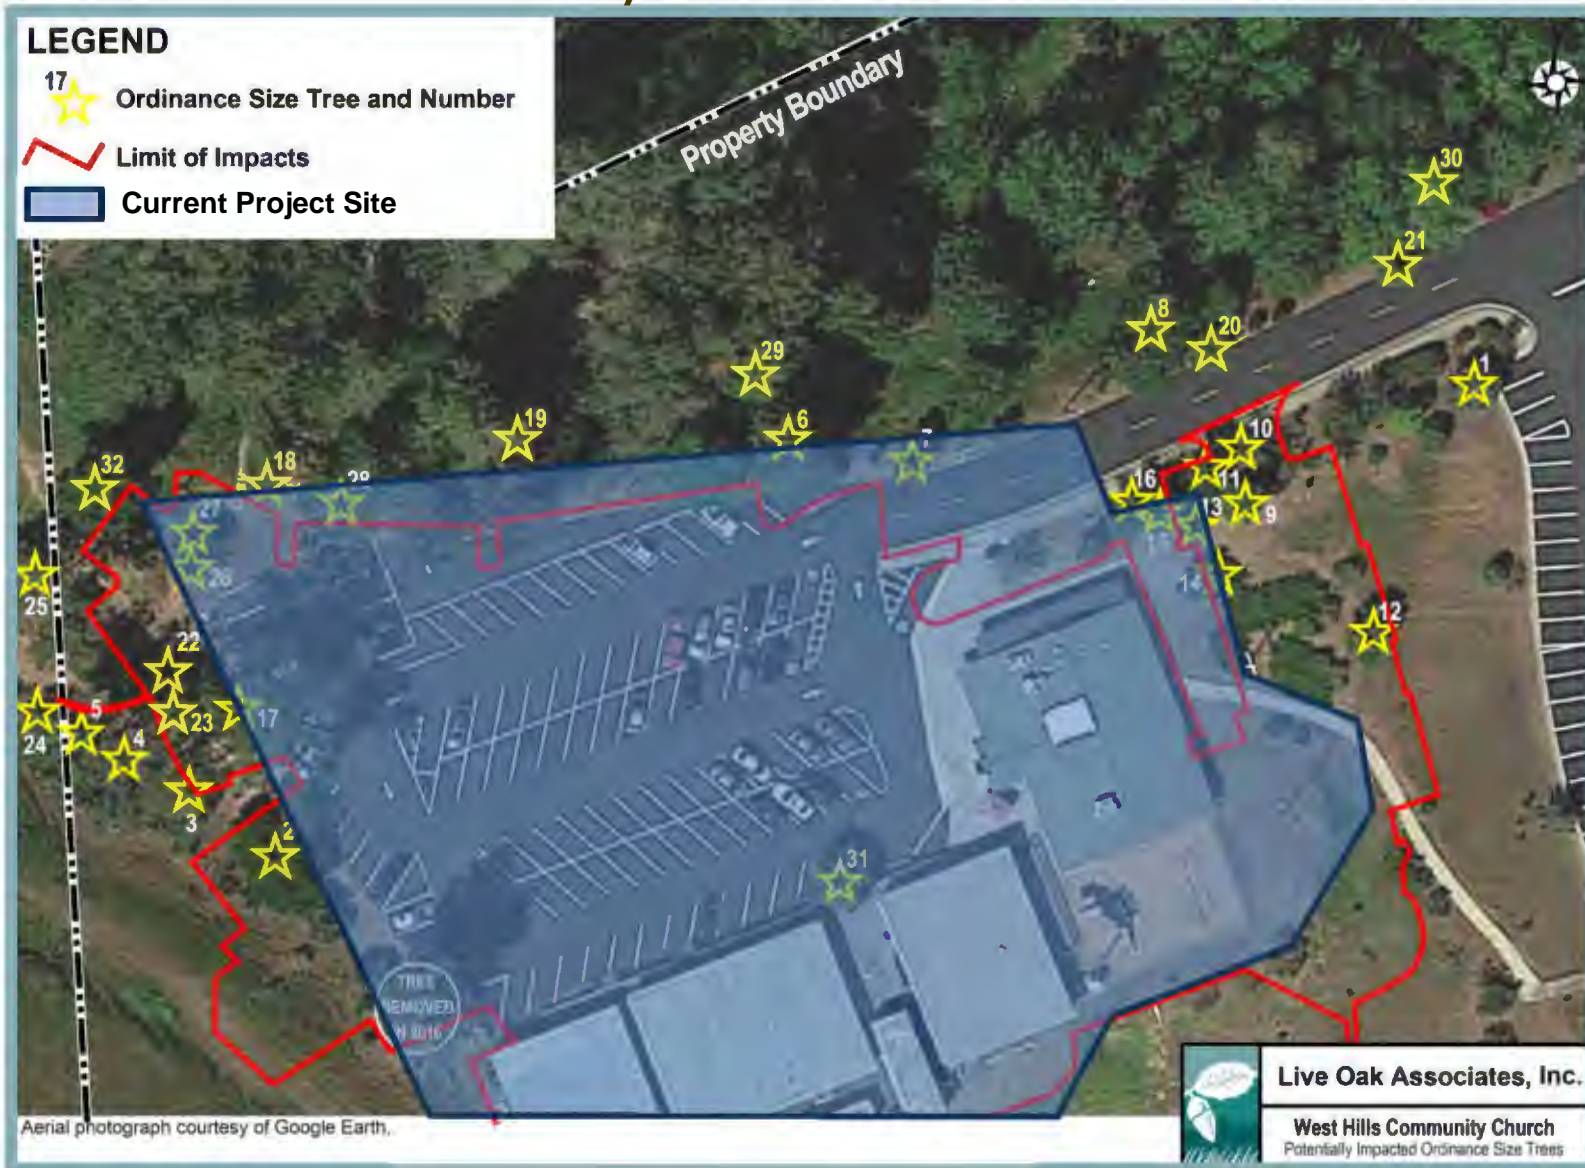 LEGEND
17
Ordinance Size Tree and Number
Limit of Impacts
Current Project Site
Property Boundary
30
21
8
20
1
29
6
19
10
11
9
16
13
14
12
32
18
28
27
26
25
22
23
17
24
5
4
3
2
31
TREE
REMOVED
Aerial photograph courtesy of Google Earth.
Live Oak Associates, Inc.
West Hills Community Church
Potentially Impacted Ordinance Size Trees